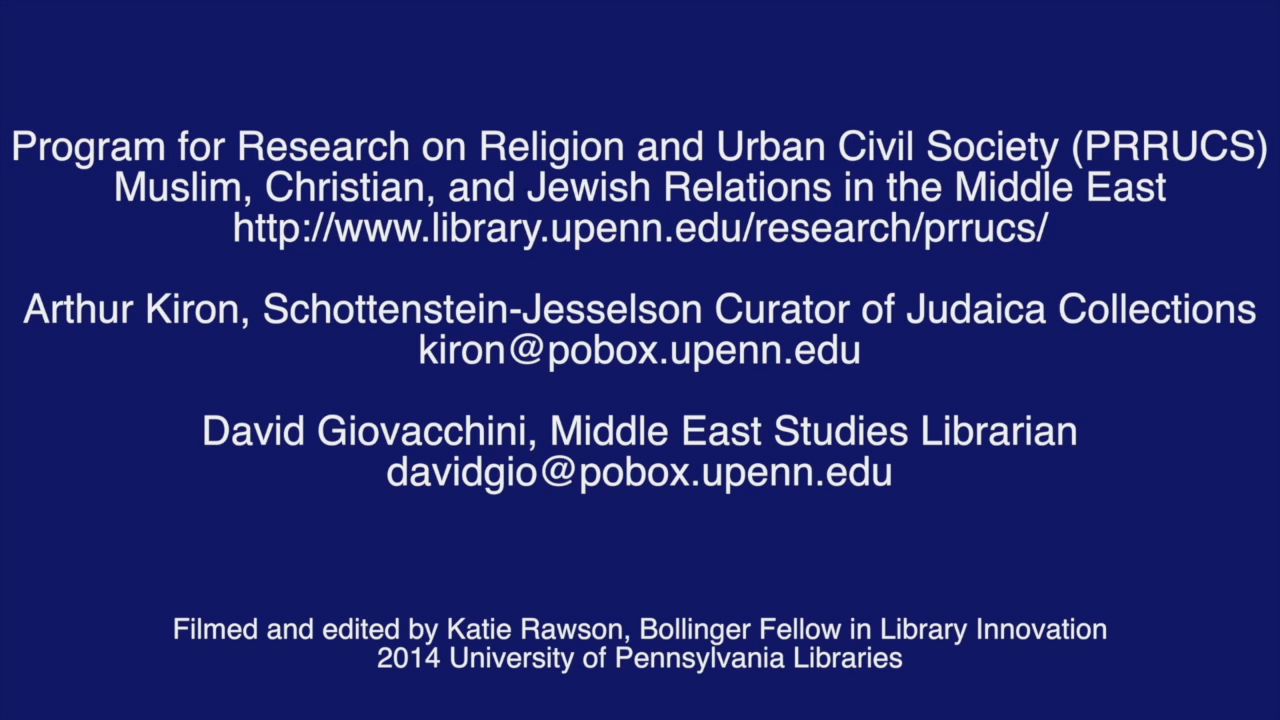 Program for Research on Religion and Urban Civil Society (PRRUCS)
Muslim, Christian, and Jewish Relations in the Middle East
http://www.library.upenn.edu/research/prrucs/
Arthur Kiron, Schottenstein-Jesselson Curator of Judaica Collections
kiron@pobox.upenn.edu
David Giovacchini, Middle East Studies Librarian
davidgio@pobox.upenn.edu
Filmed and edited by Katie Rawson, Bollinger Fellow in Library Innovation
2014 University of Pennsylvania Libraries